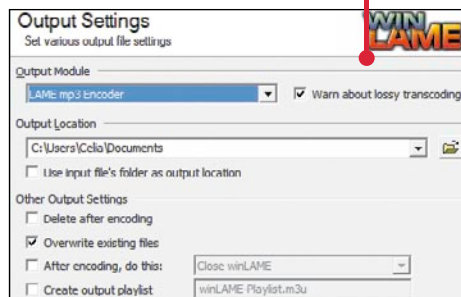 Output Settings
Set various output file settings
WIN
LAME
Output Module
LAME mp3 Encoder
Warn about lossy transcoding
Output Location
C:\Users\Celia\Documents
Use input file's folder as output location
Other Output Settings
Delete after encoding
Overwrite existing files
After encoding, do this: Close winLAME
Create output playlist winLAME Playlist.m3u